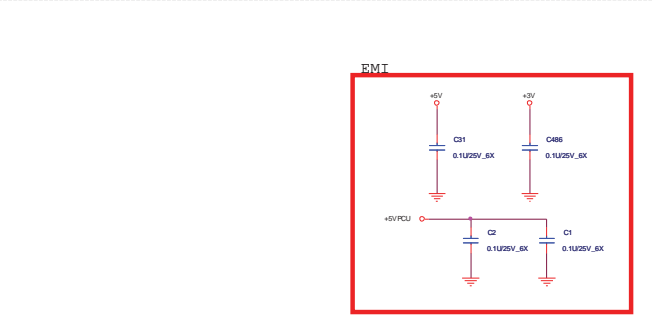 EMI
+5V
+3V
C31
0.1U/25V_6X
C486
0.1U/25V_6X
+5VPCU
C2
0.1U/25V_6X
C1
0.1U/25V_6X